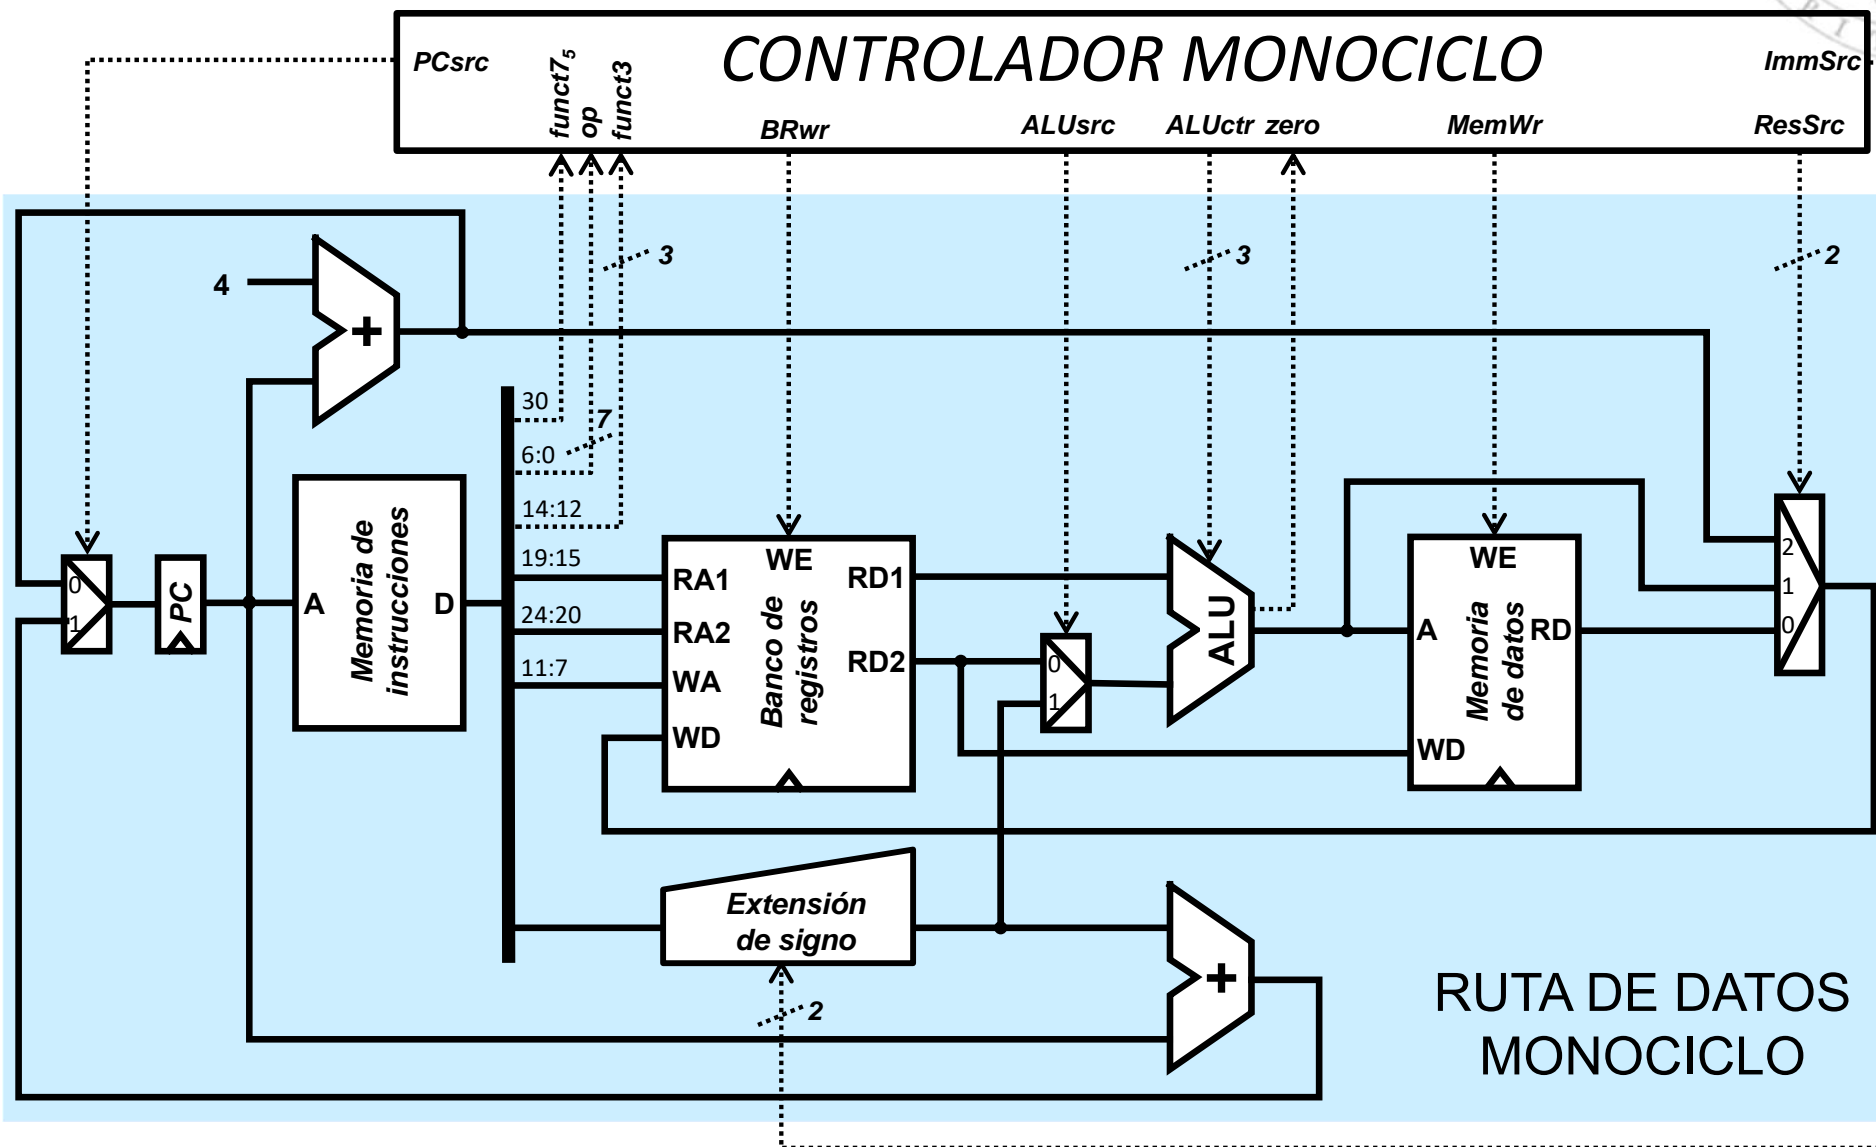 CONTROLADOR MONOCICLO
PCsrc
funct7₅
op
funct3
BRwr
ALUsrc
ALUctr
zero
MemWr
ImmSrc
ResSrc
3
3
2
4
+
30
7
6:0
14:12
19:15
24:20
11:7
0
1
PC
A
Memoria de
instrucciones
D
WE
RA1
RA2
WA
WD
Banco de
registros
RD1
RD2
0
1
ALU
WE
A
Memoria
de datos
RD
WD
2
1
0
Extensión
de signo
2
+
RUTA DE DATOS
MONOCICLO